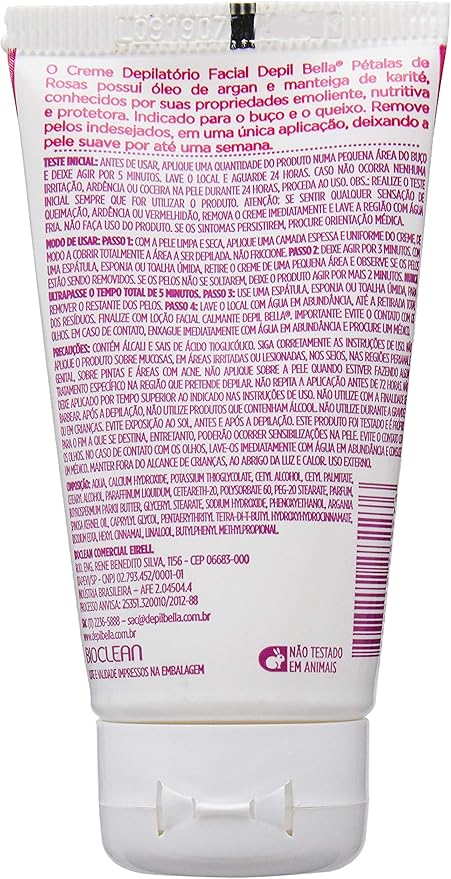 O Creme Depilatório Facial Depil Bella® Pétalas de
Rosas possui óleo de argan e manteiga de karité,
conhecidos por suas propriedades emoliente, nutritiva
e protetora. Indicado para o buço e o queixo. Remove
pelos indesejados, em uma única aplicação, deixando a
pele suave por até uma semana.
TESTE INICIAL: ANTES DE USAR, APLIQUE UMA QUANTIDADE DO PRODUTO NUMA PEQUENA ÁREA DO BUÇO
E DEIXE AGIR POR 5 MINUTOS. LAVE O LOCAL E AGUARDE 24 HORAS. CASO NÃO OCORRA NENHUMA
IRRITAÇÃO, ARDÊNCIA OU COCEIRA NA PELE DURANTE 24 HORAS, PROCEDA AO USO. OBS.: REALIZE O TESTE
INICIAL SEMPRE QUE FOR UTILIZAR O PRODUTO. ATENÇÃO: SE SENTIR QUALQUER SENSAÇÃO DE
QUEIMAÇÃO, ARDÊNCIA OU VERMELHIDÃO, REMOVA O CREME IMEDIATAMENTE E LAVE A REGIÃO COM ÁGUA
FRIA. NÃO FAÇA USO DO PRODUTO. SE OS SINTOMAS PERSISTIREM, PROCURE ORIENTAÇÃO MÉDICA.
MODO DE USAR: PASSO 1: COM A PELE LIMPA E SECA, APLIQUE UMA CAMADA ESPESSA E UNIFORME DO CREME, DE
MODO A COBRIR TOTALMENTE A ÁREA A SER DEPILADA. NÃO FRICCIONE. PASSO 2: DEIXE AGIR POR 3 MINUTOS. COM
UMA ESPÁTULA, ESPONJA OU TOALHA ÚMIDA, RETIRE O CREME DE UMA PEQUENA ÁREA E OBSERVE SE OS PELOS
ESTÃO SENDO REMOVIDOS. SE OS PELOS NÃO SE SOLTAREM, DEIXE O PRODUTO AGIR POR MAIS 2 MINUTOS. NUNCA
ULTRAPASSE O TEMPO TOTAL DE 5 MINUTOS. PASSO 3: USE UMA ESPÁTULA, ESPONJA OU TOALHA ÚMIDA, PARA
REMOVER O RESTANTE DOS PELOS. PASSO 4: LAVE O LOCAL COM ÁGUA EM ABUNDÂNCIA, ATÉ A RETIRADA TOTAL
DOS RESÍDUOS. FINALIZE COM LOÇÃO FACIAL CALMANTE DEPIL BELLA®. IMPORTANTE: EVITE O CONTATO COM OS
OLHOS. EM CASO DE CONTATO, ENXAGUE IMEDIATAMENTE COM ÁGUA EM ABUNDÂNCIA E PROCURE UM MÉDICO.
PRECAUÇÕES: CONTÉM ÁLCALI E SAIS DE ÁCIDO TIOGLICÓLICO. SIGA CORRETAMENTE AS INSTRUÇÕES DE USO. NÃO
APLIQUE O PRODUTO SOBRE MUCOSAS, EM ÁREAS IRRITADAS OU LESIONADAS, NOS SEIOS, NAS REGIÕES
GENITAL, SOBRE PINTAS E ÁREAS COM ACNE. NÃO APLIQUE SOBRE A PELE QUANDO ESTIVER FAZENDO
TRATAMENTO ESPECÍFICO NA REGIÃO QUE PRETENDE DEPILAR. NÃO REPITA A APLICAÇÃO ANTES DE 72 HORAS. NÃO
DEIXE APLICADO POR TEMPO SUPERIOR AO INDICADO NAS INSTRUÇÕES DE USO. NÃO UTILIZE COM A FINALIDADE
BARBEAR. APÓS A DEPILAÇÃO, NÃO UTILIZE PRODUTOS QUE CONTENHAM ÁLCOOL. NÃO UTILIZE DURANTE A
OU EM CRIANÇAS. EVITE EXPOSIÇÃO AO SOL, ANTES E APÓS A DEPILAÇÃO. ESTE PRODUTO FOI TESTADO E
PARA O FIM A QUE SE DESTINA, ENTRETANTO, PODERÃO OCORRER SENSIBILIZAÇÕES NA PELE. EVITE O CONTATO
OLHOS. NO CASO DE CONTATO COM OS OLHOS, LAVE-OS IMEDIATAMENTE COM ÁGUA EM ABUNDÂNCIA E
UM MÉDICO. MANTER FORA DO ALCANCE DE CRIANÇAS, AO ABRIGO DA LUZ E CALOR. USO EXTERNO.
COMPOSIÇÃO: AQUA, CALCIUM HYDROXIDE, POTASSIUM THIOGLYCOLATE, CETYL ALCOHOL, CETYL PALMITATE,
STEARYL ALCOHOL, PARAFFINUM LIQUIDUM, CETEARETH-20, POLYSORBATE 60, PEG-20 STEARATE, PARFUM,
BUTYROSPERMUM PARKII BUTTER, GLYCERYL STEARATE, SODIUM HYDROXIDE, PHENOXYETHANOL, ARGANIA
SPINOSA KERNEL OIL, CAPRYLYL GLYCOL, PENTAERYTHRITYL TETRA-DI-T-BUTYL HYDROXYHYDROCINNAMATE,
DISODIUM EDTA, HEXYL CINNAMAL, LINALOOL, BUTYLPHENYL METHYLPROPIONAL.
BIOCLEAN COMERCIAL EIRELL.
RUD. ENG. RENE BENEDITO SILVA, 1156 - CEP 06683-000
ITAPEVI/SP - CNPJ 02.793.452/0001-01
INDÚSTRIA BRASILEIRA - AFE 2.04504.4
PROCESSO ANVISA: 25351.320010/2012-88
SAC (11) 2236-5888 - sac@depilbella.com.br
www.depilbella.com.br
BIOCLEAN
LOTE E VALIDADE IMPRESSOS NA EMBALAGEM
NÃO TESTADO
EM ANIMAIS